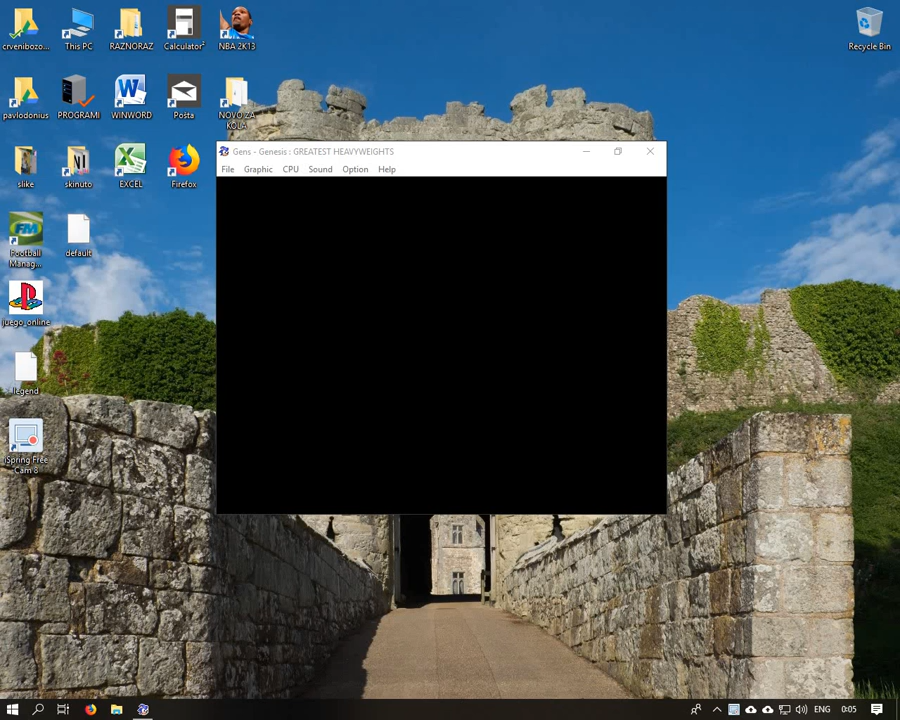 crvenibozo...
This PC
RAZNORAZ
Calculator²
NBA 2K13
Recycle Bin
pavlodonius
PROGRAMI
WINWORD
Pošta
NOVO ZA
KOLA
slike
skinuto
EXCEL
Firefox
Football
Manag...
default
juego_online
legend
iSpring Free
Cam 8
Gens - Genesis : GREATEST HEAVYWEIGHTS
File Graphic CPU Sound Option Help
ENG 0:05